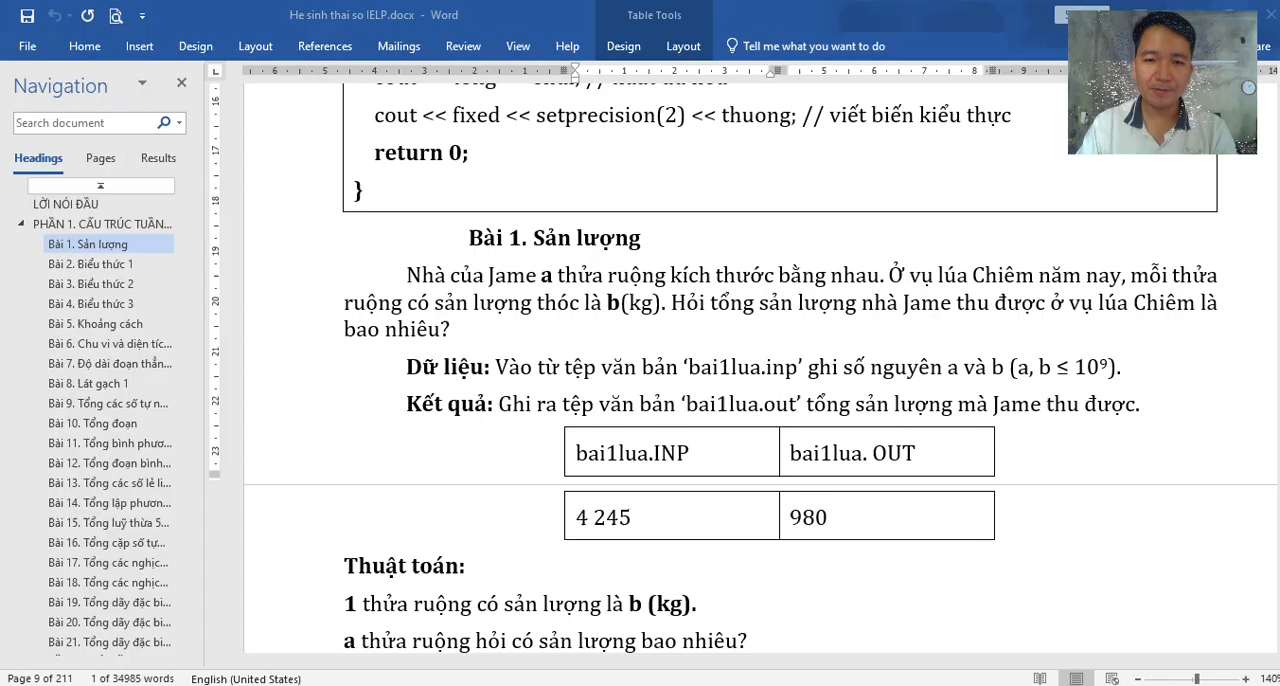 He sinh thai so IELP.docx - Word
Table Tools
File Home Insert Design Layout References Mailings Review View Help Design Layout Tell me what you want to do
Navigation
Search document
Headings Pages Results
LỜI NÓI ĐẦU
PHẦN 1. CẤU TRÚC TUẦN...
Bài 1. Sản lượng
Bài 2. Biểu thức 1
Bài 3. Biểu thức 2
Bài 4. Biểu thức 3
Bài 5. Khoảng cách
Bài 6. Chu vi và diện tíc...
Bài 7. Độ dài đoạn thẳn...
Bài 8. Lát gạch 1
Bài 9. Tổng các số tự n...
Bài 10. Tổng đoạn
Bài 11. Tổng bình phươ...
Bài 12. Tổng đoạn bình...
Bài 13. Tổng các số lẻ li...
Bài 14. Tổng lập phươn...
Bài 15. Tổng luỹ thừa 5...
Bài 16. Tổng cặp số tự...
Bài 17. Tổng các nghịc...
Bài 18. Tổng các nghịc...
Bài 19. Tổng dãy đặc bi...
Bài 20. Tổng dãy đặc bi...
Bài 21. Tổng dãy đặc bi...
cout << fixed << setprecision(2) << thuong; // viết biến kiểu thực
return 0;
}
Bài 1. Sản lượng
Nhà của Jame a thửa ruộng kích thước bằng nhau. Ở vụ lúa Chiêm năm nay, mỗi thửa
ruộng có sản lượng thóc là b(kg). Hỏi tổng sản lượng nhà Jame thu được ở vụ lúa Chiêm là
bao nhiêu?
Dữ liệu: Vào từ tệp văn bản ‘bai1lua.inp’ ghi số nguyên a và b (a, b ≤ 10⁹).
Kết quả: Ghi ra tệp văn bản ‘bai1lua.out’ tổng sản lượng mà Jame thu được.
bai1lua.INP bai1lua. OUT
4 245 980
Thuật toán:
1 thửa ruộng có sản lượng là b (kg).
a thửa ruộng hỏi có sản lượng bao nhiêu?
Page 9 of 211 1 of 34985 words English (United States)